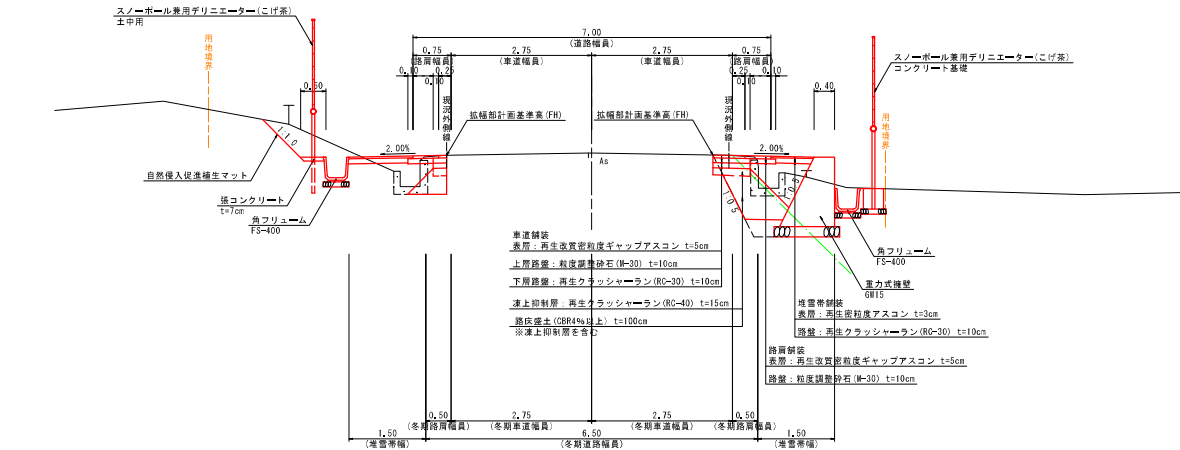 スノーポール兼用デリニエーター(こげ茶)
土中用
用地境界
7.00
(道路幅員)
0.75
(路肩幅員)
2.75
(車道幅員)
2.75
(車道幅員)
0.75
(路肩幅員)
0.10
0.25
0.10
0.25
0.10
0.10
0.50
0.40
現況外側線
現況外側線
スノーポール兼用デリニエーター(こげ茶)
コンクリート基礎
用地境界
拡幅部計画基準高(FH)
拡幅部計画基準高(FH)
1:1.0
2.00%
2.00%
As
自然侵入促進植生マット
張コンクリート
t=7cm
角フリューム
FS-400
1:0.5
1:0.5
車道舗装
表層：再生改質密粒度ギャップアスコン t=5cm
上層路盤：粒度調整砕石(M-30) t=10cm
下層路盤：再生クラッシャーラン(RC-30) t=10cm
凍上抑制層：再生クラッシャーラン(RC-40) t=15cm
路床盛土(CBR4%以上) t=100cm
※凍上抑制層を含む
角フリューム
FS-400
重力式擁壁
GW15
堆雪帯舗装
表層：再生密粒度アスコン t=3cm
路盤：再生クラッシャーラン(RC-30) t=10cm
路肩舗装
表層：再生改質密粒度ギャップアスコン t=5cm
路盤：粒度調整砕石(M-30) t=10cm
0.50
(冬期路肩幅員)
2.75
(冬期車道幅員)
2.75
(冬期車道幅員)
0.50
(冬期路肩幅員)
1.50
(堆雪帯幅)
6.50
(冬期道路幅員)
1.50
(堆雪帯幅)